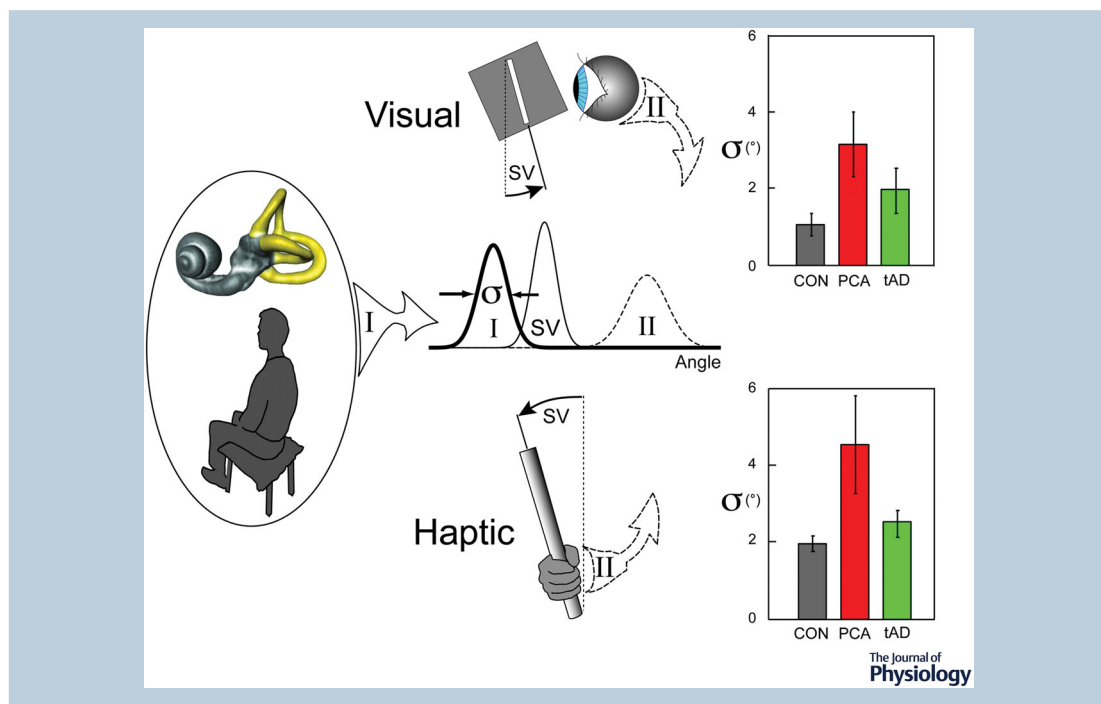 Visual
SV
II
6
4
σ(°)
2
0
CON PCA tAD
I
σ
I
SV
II
Angle
SV
Haptic
II
6
4
σ(°)
2
0
CON PCA tAD
The Journal of
Physiology